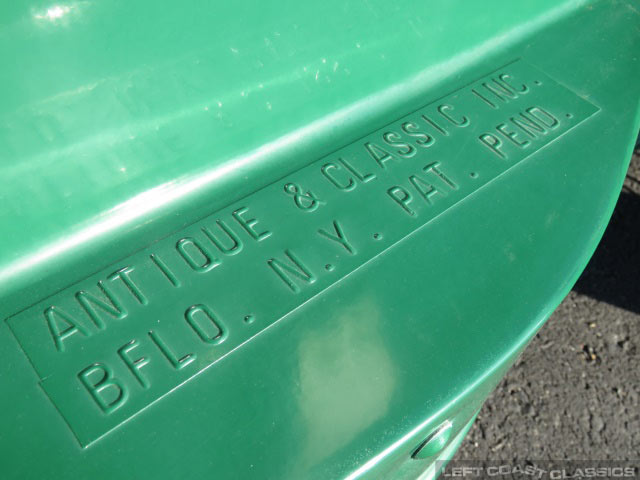 ANTIQUE & CLASSIC INC.
BFLO. N.Y. PAT. PEND.
LEFT COAST CLASSICS